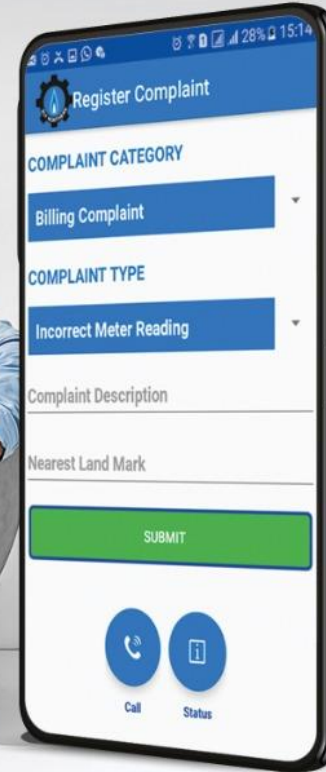 28% 15:14
Register Complaint
COMPLAINT CATEGORY
Billing Complaint
COMPLAINT TYPE
Incorrect Meter Reading
Complaint Description
Nearest Land Mark
SUBMIT
Call
Status